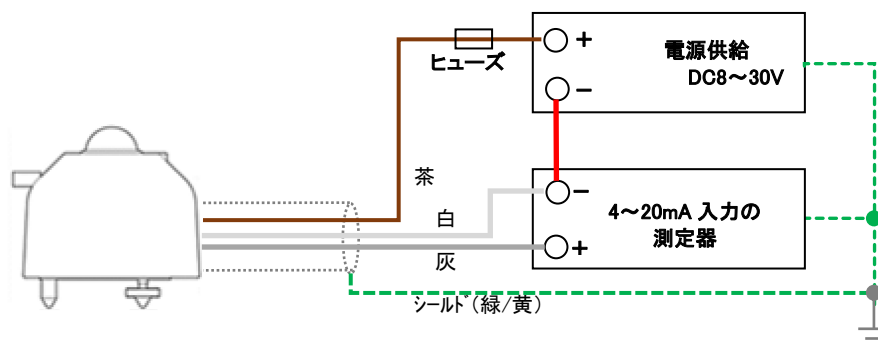 ヒューズ
+
電源供給
DC8～30V
−
茶
白
−
4～20mA 入力の
測定器
灰
+
シールド（緑/黄）